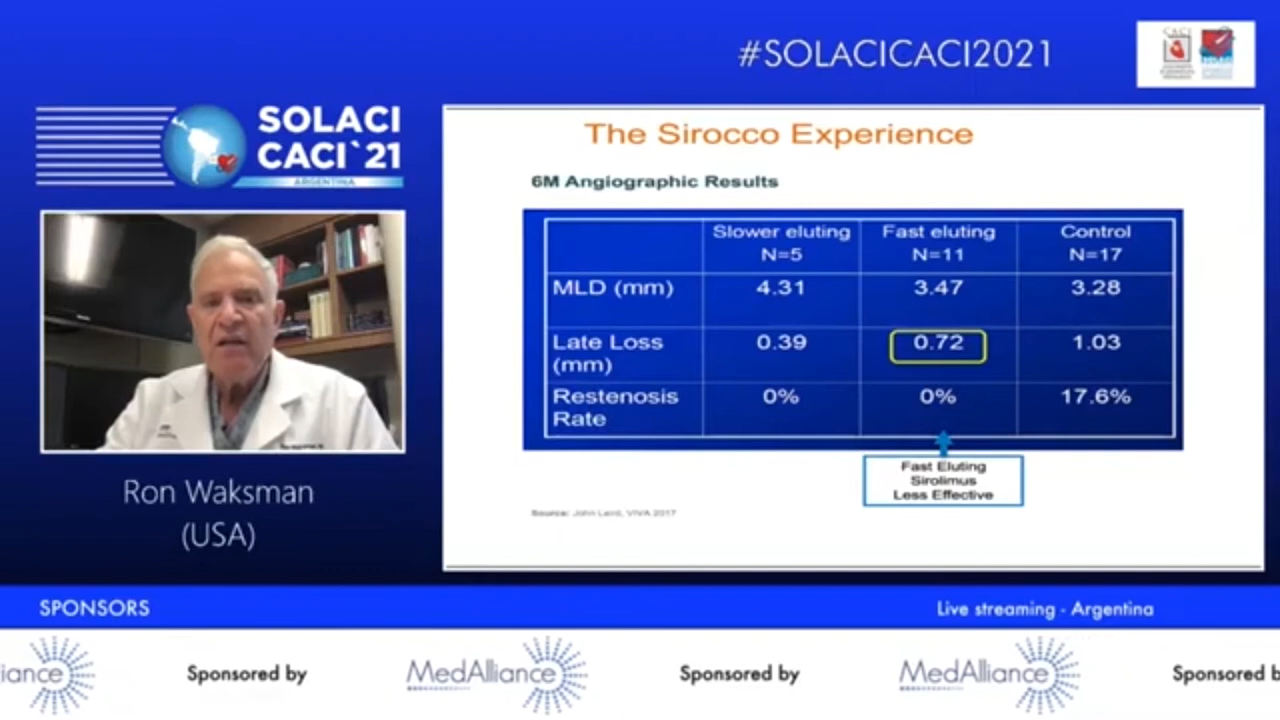 #SOLACICACI2021
CACI
SOLACI
CACI`21
ARGENTINA
Ron Waksman
(USA)
The Sirocco Experience
6M Angiographic Results
Slower eluting Fast eluting Control
N=5 N=11 N=17
MLD (mm) 4.31 3.47 3.28
Late Loss 0.39 0.72 1.03
(mm)
Restenosis 0% 0% 17.6%
Rate
Fast Eluting
Sirolimus
Less Effective
Source: John Laird, VIVA 2017
SPONSORS Live streaming - Argentina
iance Sponsored by MedAlliance Sponsored by MedAlliance Sponsored b